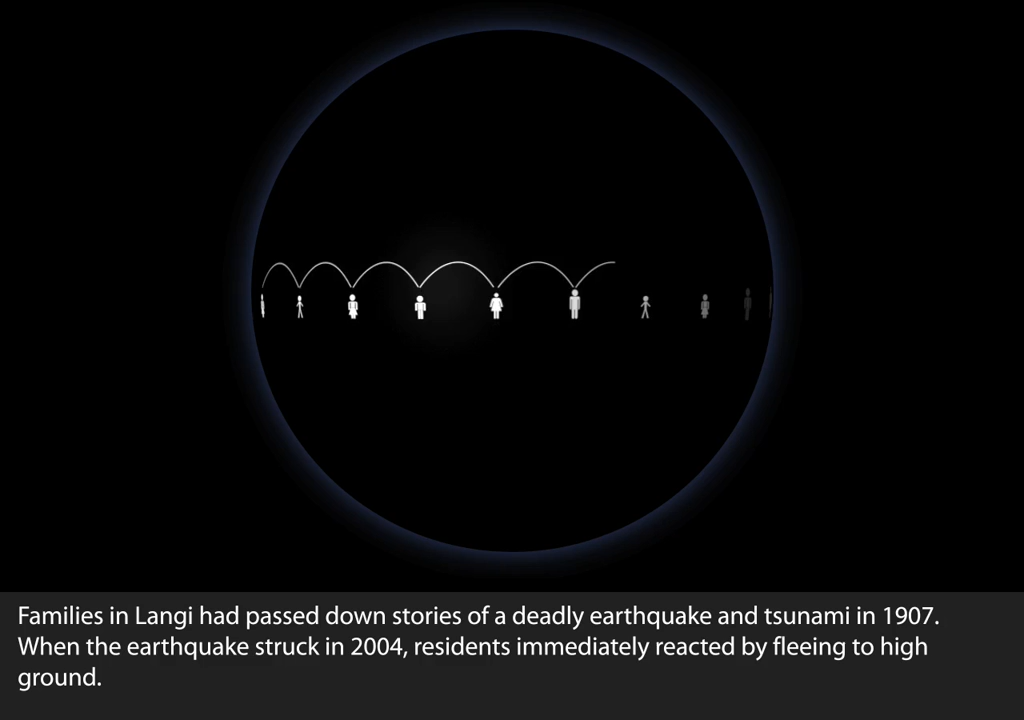 Families in Langi had passed down stories of a deadly earthquake and tsunami in 1907.
When the earthquake struck in 2004, residents immediately reacted by fleeing to high
ground.